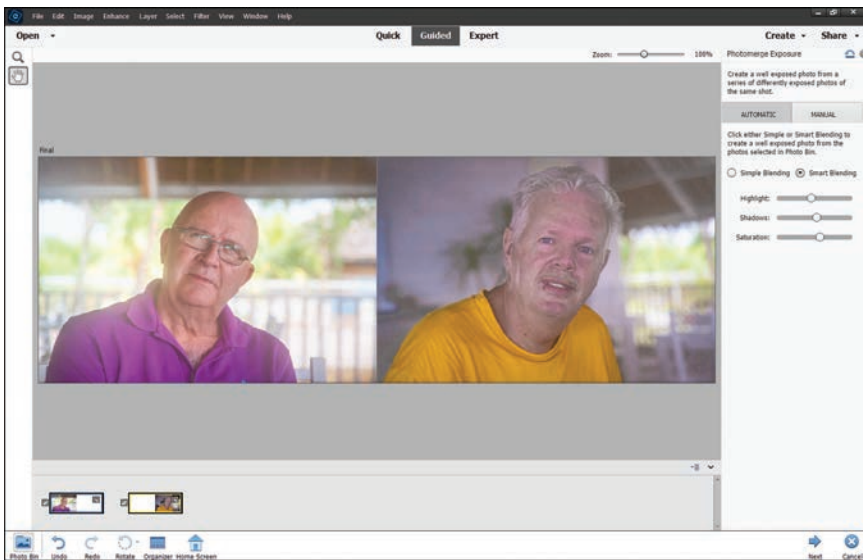 File Edit Image Enhance Layer Select Filter View Window Help
Open Quick Guided Expert Create Share
Zoom: 100% Photomerge Exposure
Create a well exposed photo from a
series of differently exposed photos of
the same shot.
AUTOMATIC MANUAL
Click either Simple or Smart Blending to
create a well exposed photo from the
photos selected in Photo Bin.
Final
Simple Blending Smart Blending
Highlight:
Shadows:
Saturation:
Photo Bin Undo Redo Rotate Organizer Home Screen Next Cancel